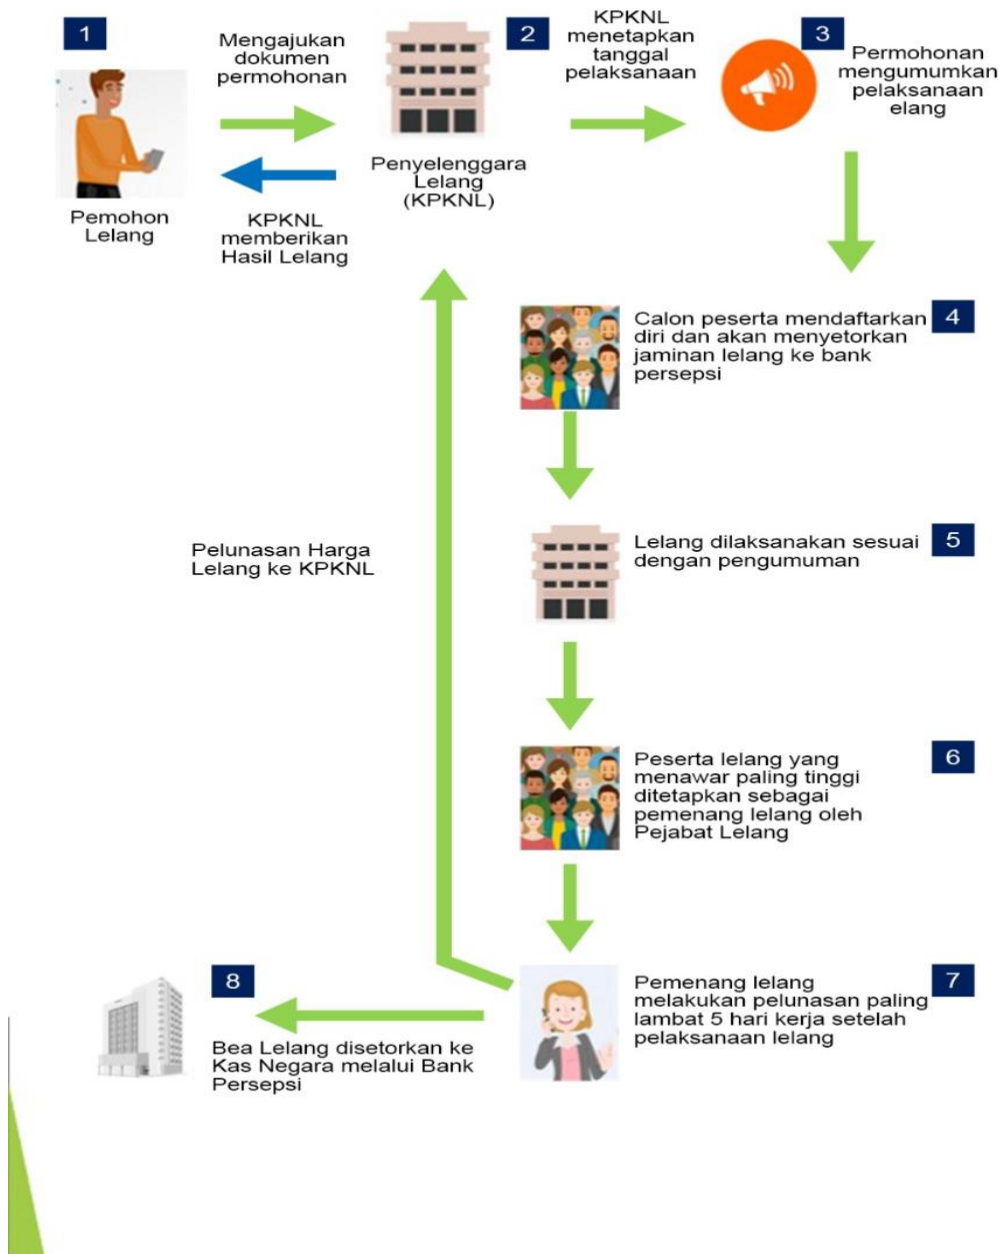 1
Mengajukan
dokumen
permohonan
2
KPKNL
menetapkan
tanggal
pelaksanaan
3
Permohonan
mengumumkan
pelaksanaan
elang
Pemohon
Lelang
KPKNL
memberikan
Hasil Lelang
Penyelenggara
Lelang
(KPKNL)
Calon peserta mendaftarkan
diri dan akan menyetorkan
jaminan lelang ke bank
persepsi
4
Pelunasan Harga
Lelang ke KPKNL
Lelang dilaksanakan sesuai
dengan pengumuman
5
Peserta lelang yang
menawar paling tinggi
ditetapkan sebagai
pemenang lelang oleh
Pejabat Lelang
6
Pemenang lelang
melakukan pelunasan paling
lambat 5 hari kerja setelah
pelaksanaan lelang
7
8
Bea Lelang disetorkan ke
Kas Negara melalui Bank
Persepsi